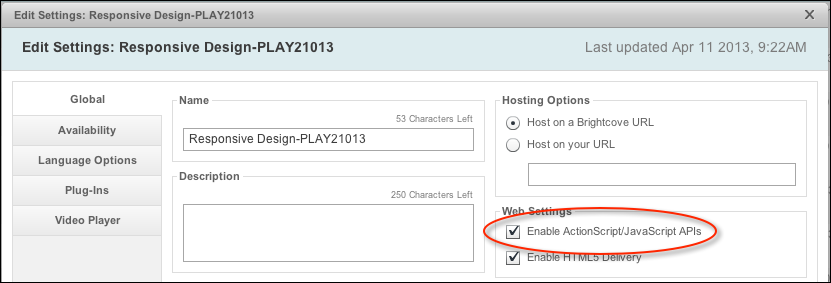 Edit Settings: Responsive Design-PLAY21013
Edit Settings: Responsive Design-PLAY21013
Last updated Apr 11 2013, 9:22AM
Global
Availability
Language Options
Plug-Ins
Video Player
Name
53 Characters Left
Responsive Design-PLAY21013
Description
250 Characters Left
Hosting Options
Host on a Brightcove URL
Host on your URL
Web Settings
Enable ActionScript/JavaScript APIs
Enable HTML5 Delivery